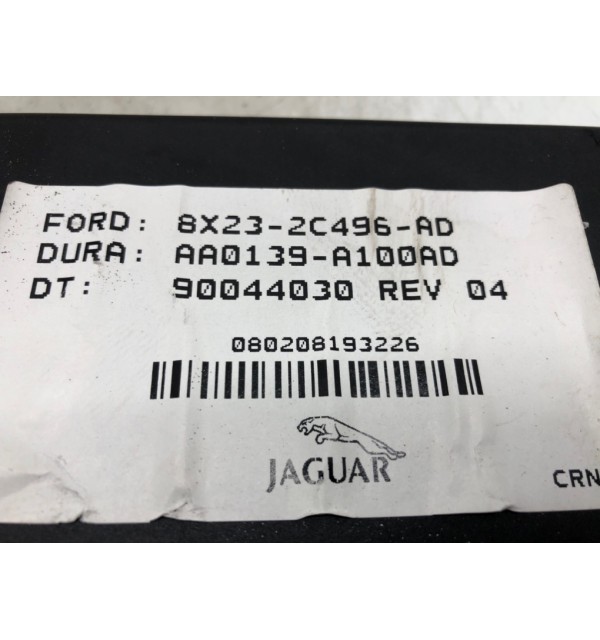 FORD: 8X23-2C496-AD
DURA: AA0139-A100AD
DT: 90044030 REV 04
080208193226
JAGUAR
CRN